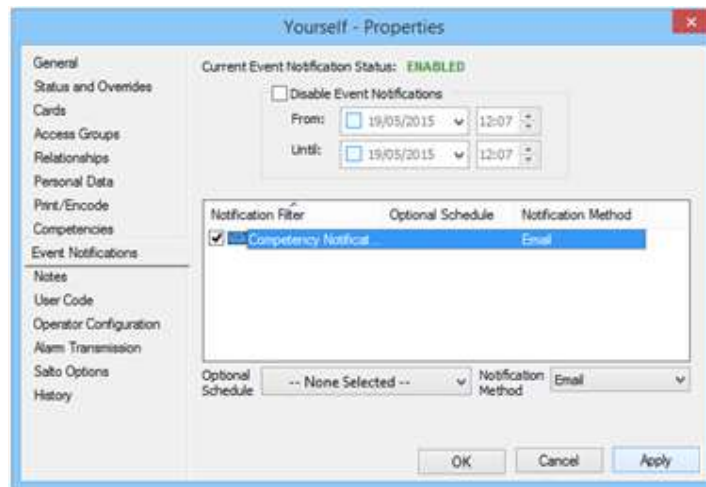 Yourself - Properties
General
Status and Overrides
Cards
Access Groups
Relationships
Personal Data
Print/Encode
Competencies
Event Notifications
Notes
User Code
Operator Configuration
Alarm Transmission
Salto Options
History
Current Event Notification Status: ENABLED
Disable Event Notifications
From: 19/05/2015 12:07
Until: 19/05/2015 12:07
Notification Filter Optional Schedule Notification Method
Competency Notificat... Email
Optional Schedule -- None Selected -- Notification Method Email
OK Cancel Apply